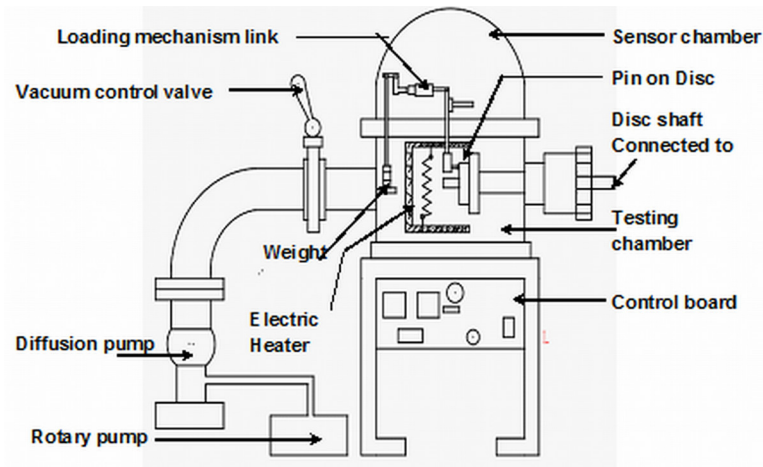 Loading mechanism link
Sensor chamber
Pin on Disc
Vacuum control valve
Disc shaft
Connected to
Testing
chamber
Weight
Electric
Heater
Control board
Diffusion pump
Rotary pump
L